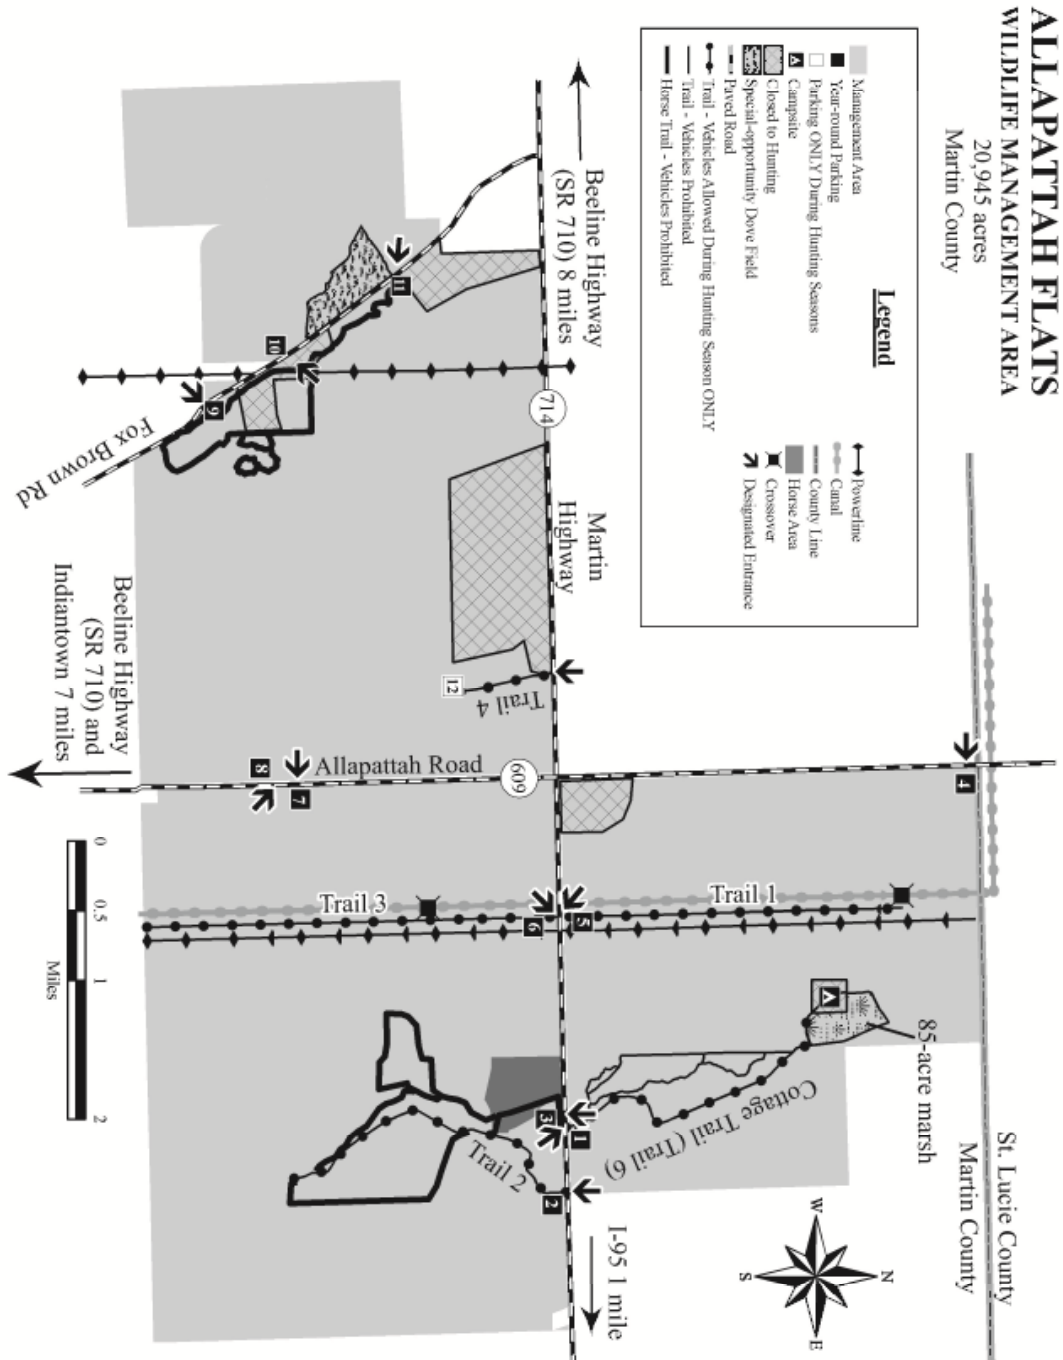 ALLAPATTAH FLATS
WILDLIFE MANAGEMENT AREA
20,945 acres
Martin County
Legend
Management Area
Year-round Parking
Parking ONLY During Hunting Seasons
Campsite
Closed to Hunting
Special-opportunity Dove Field
Paved Road
Trail - Vehicles Allowed During Hunting Season ONLY
Trail - Vehicles Prohibited
Horse Trail - Vehicles Prohibited
Powerline
Canal
County Line
Horse Area
Crossover
Designated Entrance
St. Lucie County
Martin County
4
85-acre marsh
Trail 1
Cottage Trail (Trail 6)
W
N
S
E
Beeline Highway
(SR 710) 8 miles
714
Martin
Highway
609
5
6
1
3
2
I-95 1 mile
11
10
9
Fox Brown Rd
12
Trail 4
Allapattah Road
8
7
Trail 3
Trail 2
Beeline Highway
(SR 710) and
Indiantown 7 miles
0
0.5
1
2
Miles